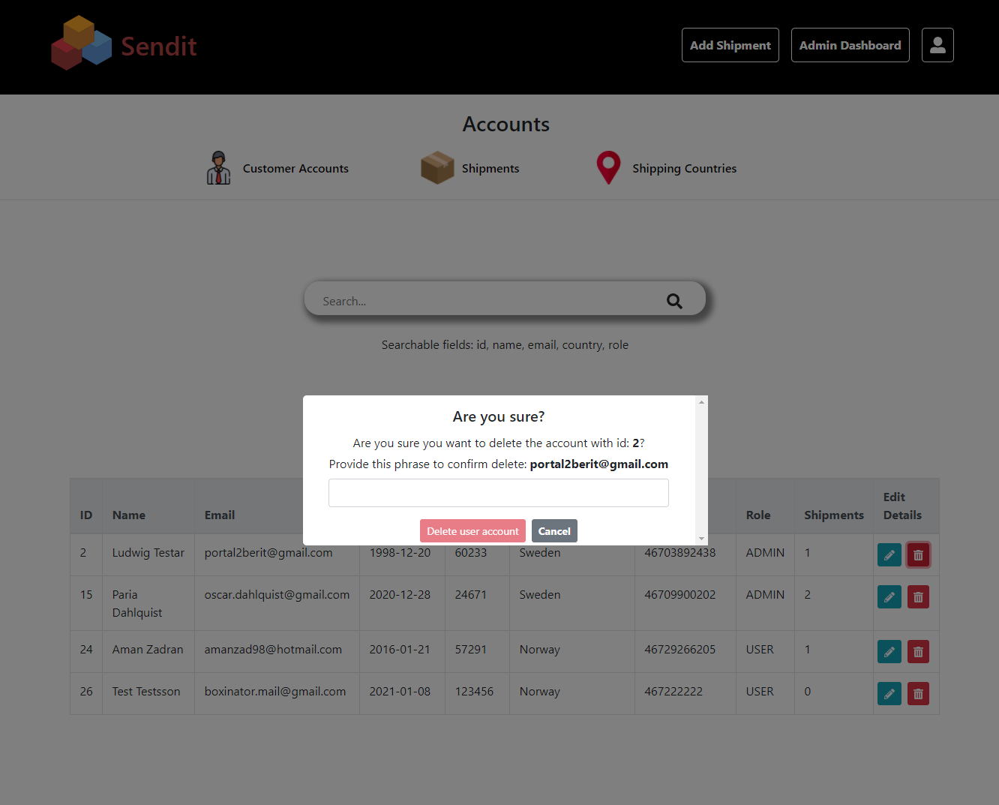 Sendit
Add Shipment
Admin Dashboard
Accounts
Customer Accounts
Shipments
Shipping Countries
Search...
Searchable fields: id, name, email, country, role
Are you sure?
Are you sure you want to delete the account with id: 2?
Provide this phrase to confirm delete: portal2berit@gmail.com
Delete user account
Cancel
ID Name Email Role Shipments Edit Details
2 Ludwig Testar portal2berit@gmail.com 1998-12-20 60233 Sweden 46703892438 ADMIN 1
15 Paria Dahlquist oscar.dahlquist@gmail.com 2020-12-28 24671 Sweden 46709900202 ADMIN 2
24 Aman Zadran amanzad98@hotmail.com 2016-01-21 57291 Norway 46729266205 USER 1
26 Test Testsson boxinator.mail@gmail.com 2021-01-08 123456 Norway 467222222 USER 0